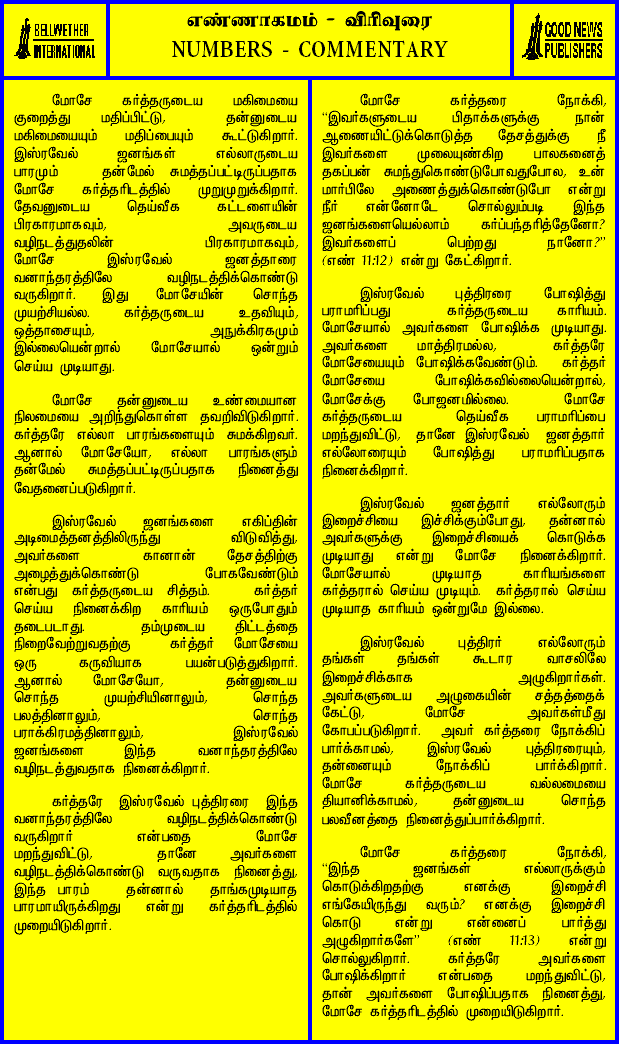 எண்ணாகமம் - விரிவுரை
NUMBERS - COMMENTARY
BELLWETHER
INTERNATIONAL
GOOD NEWS
PUBLISHERS
மோசே கர்த்தருடைய மகிமையை
குறைத்து மதிப்பிட்டு, தன்னுடைய
மகிமையையும் மதிப்பையும் கூட்டுகிறார்.
இஸ்ரவேல் ஜனங்கள் எல்லாருடைய
பாரமும் தன்மேல் சுமத்தப்பட்டிருப்பதாக
மோசே கர்த்தரிடத்தில் முறுமுறுக்கிறார்.
தேவனுடைய தெய்வீக கட்டளையின்
பிரகாரமாகவும், அவருடைய
வழிநடத்துதலின் பிரகாரமாகவும்,
மோசே இஸ்ரவேல் ஜனத்தாரை
வனாந்தரத்திலே வழிநடத்திக்கொண்டு
வருகிறார். இது மோசேயின் சொந்த
முயற்சியல்ல. கர்த்தருடைய உதவியும்,
ஒத்தாசையும், அநுக்கிரகமும்
இல்லையென்றால் மோசேயால் ஒன்றும்
செய்ய முடியாது.
மோசே தன்னுடைய உண்மையான
நிலமையை அறிந்துகொள்ள தவறிவிடுகிறார்.
கர்த்தரே எல்லா பாரங்களையும் சுமக்கிறவர்.
ஆனால் மோசேயோ, எல்லா பாரங்களும்
தன்மேல் சுமத்தப்பட்டிருப்பதாக நினைத்து
வேதனைப்படுகிறார்.
இஸ்ரவேல் ஜனங்களை எகிப்தின்
அடிமைத்தனத்திலிருந்து விடுவித்து,
அவர்களை கானான் தேசத்திற்கு
அழைத்துக்கொண்டு போகவேண்டும்
என்பது கர்த்தருடைய சித்தம். கர்த்தர்
செய்ய நினைக்கிற காரியம் ஒருபோதும்
தடைபடாது. தம்முடைய திட்டத்தை
நிறைவேற்றுவதற்கு கர்த்தர் மோசேயை
ஒரு கருவியாக பயன்படுத்துகிறார்.
ஆனால் மோசேயோ, தன்னுடைய
சொந்த முயற்சியினாலும், சொந்த
பலத்தினாலும், சொந்த
பராக்கிரமத்தினாலும், இஸ்ரவேல்
ஜனங்களை இந்த வனாந்தரத்திலே
வழிநடத்துவதாக நினைக்கிறார்.
கர்த்தரே இஸ்ரவேல் புத்திரரை இந்த
வனாந்தரத்திலே வழிநடத்திக்கொண்டு
வருகிறார் என்பதை மோசே
மறந்துவிட்டு, தானே அவர்களை
வழிநடத்திக்கொண்டு வருவதாக நினைத்து,
இந்த பாரம் தன்னால் தாங்கமுடியாத
பாரமாயிருக்கிறது என்று கர்த்தரிடத்தில்
முறையிடுகிறார்.
மோசே கர்த்தரை நோக்கி,
“இவர்களுடைய பிதாக்களுக்கு நான்
ஆணையிட்டுக்கொடுத்த தேசத்துக்கு நீ
இவர்களை முலையுண்கிற பாலகனைத்
தகப்பன் சுமந்துகொண்டுபோவதுபோல, உன்
மார்பிலே அணைத்துக்கொண்டுபோ என்று
நீர் என்னோடே சொல்லும்படி இந்த
ஜனங்களையெல்லாம் கர்ப்பந்தரித்தேனோ?
இவர்களைப் பெற்றது நானோ?”
(எண் 11:12) என்று கேட்கிறார்.
இஸ்ரவேல் புத்திரரை போஷித்து
பராமரிப்பது கர்த்தருடைய காரியம்.
மோசேயால் அவர்களை போஷிக்க முடியாது.
அவர்களை மாத்திரமல்ல, கர்த்தரே
மோசேயையும் போஷிக்கவேண்டும். கர்த்தர்
மோசேயை போஷிக்கவில்லையென்றால்,
மோசேக்கு போஜனமில்லை. மோசே
கர்த்தருடைய தெய்வீக பராமரிப்பை
மறந்துவிட்டு, தானே இஸ்ரவேல் ஜனத்தார்
எல்லோரையும் போஷித்து பராமரிப்பதாக
நினைக்கிறார்.
இஸ்ரவேல் ஜனத்தார் எல்லோரும்
இறைச்சியை இச்சிக்கும்போது, தன்னால்
அவர்களுக்கு இறைச்சியைக் கொடுக்க
முடியாது என்று மோசே நினைக்கிறார்.
மோசேயால் முடியாத காரியங்களை
கர்த்தரால் செய்ய முடியும். கர்த்தரால் செய்ய
முடியாத காரியம் ஒன்றுமே இல்லை.
இஸ்ரவேல் புத்திரர் எல்லோரும்
தங்கள் தங்கள் கூடார வாசலிலே
இறைச்சிக்காக அழுகிறார்கள்.
அவர்களுடைய அழுகையின் சத்தத்தைக்
கேட்டு, மோசே அவர்கள்மீது
கோபப்படுகிறார். அவர் கர்த்தரை நோக்கிப்
பார்க்காமல், இஸ்ரவேல் புத்திரரையும்,
தன்னையும் நோக்கிப் பார்க்கிறார்.
மோசே கர்த்தருடைய வல்லமையை
தியானிக்காமல், தன்னுடைய சொந்த
பலவீனத்தை நினைத்துப்பார்க்கிறார்.
மோசே கர்த்தரை நோக்கி,
“இந்த ஜனங்கள் எல்லாருக்கும்
கொடுக்கிறதற்கு எனக்கு இறைச்சி
எங்கேயிருந்து வரும்? எனக்கு இறைச்சி
கொடு என்று என்னைப் பார்த்து
அழுகிறார்களே” (எண் 11:13) என்று
சொல்லுகிறார். கர்த்தரே அவர்களை
போஷிக்கிறார் என்பதை மறந்துவிட்டு,
தான் அவர்களை போஷிப்பதாக நினைத்து,
மோசே கர்த்தரிடத்தில் முறையிடுகிறார்.